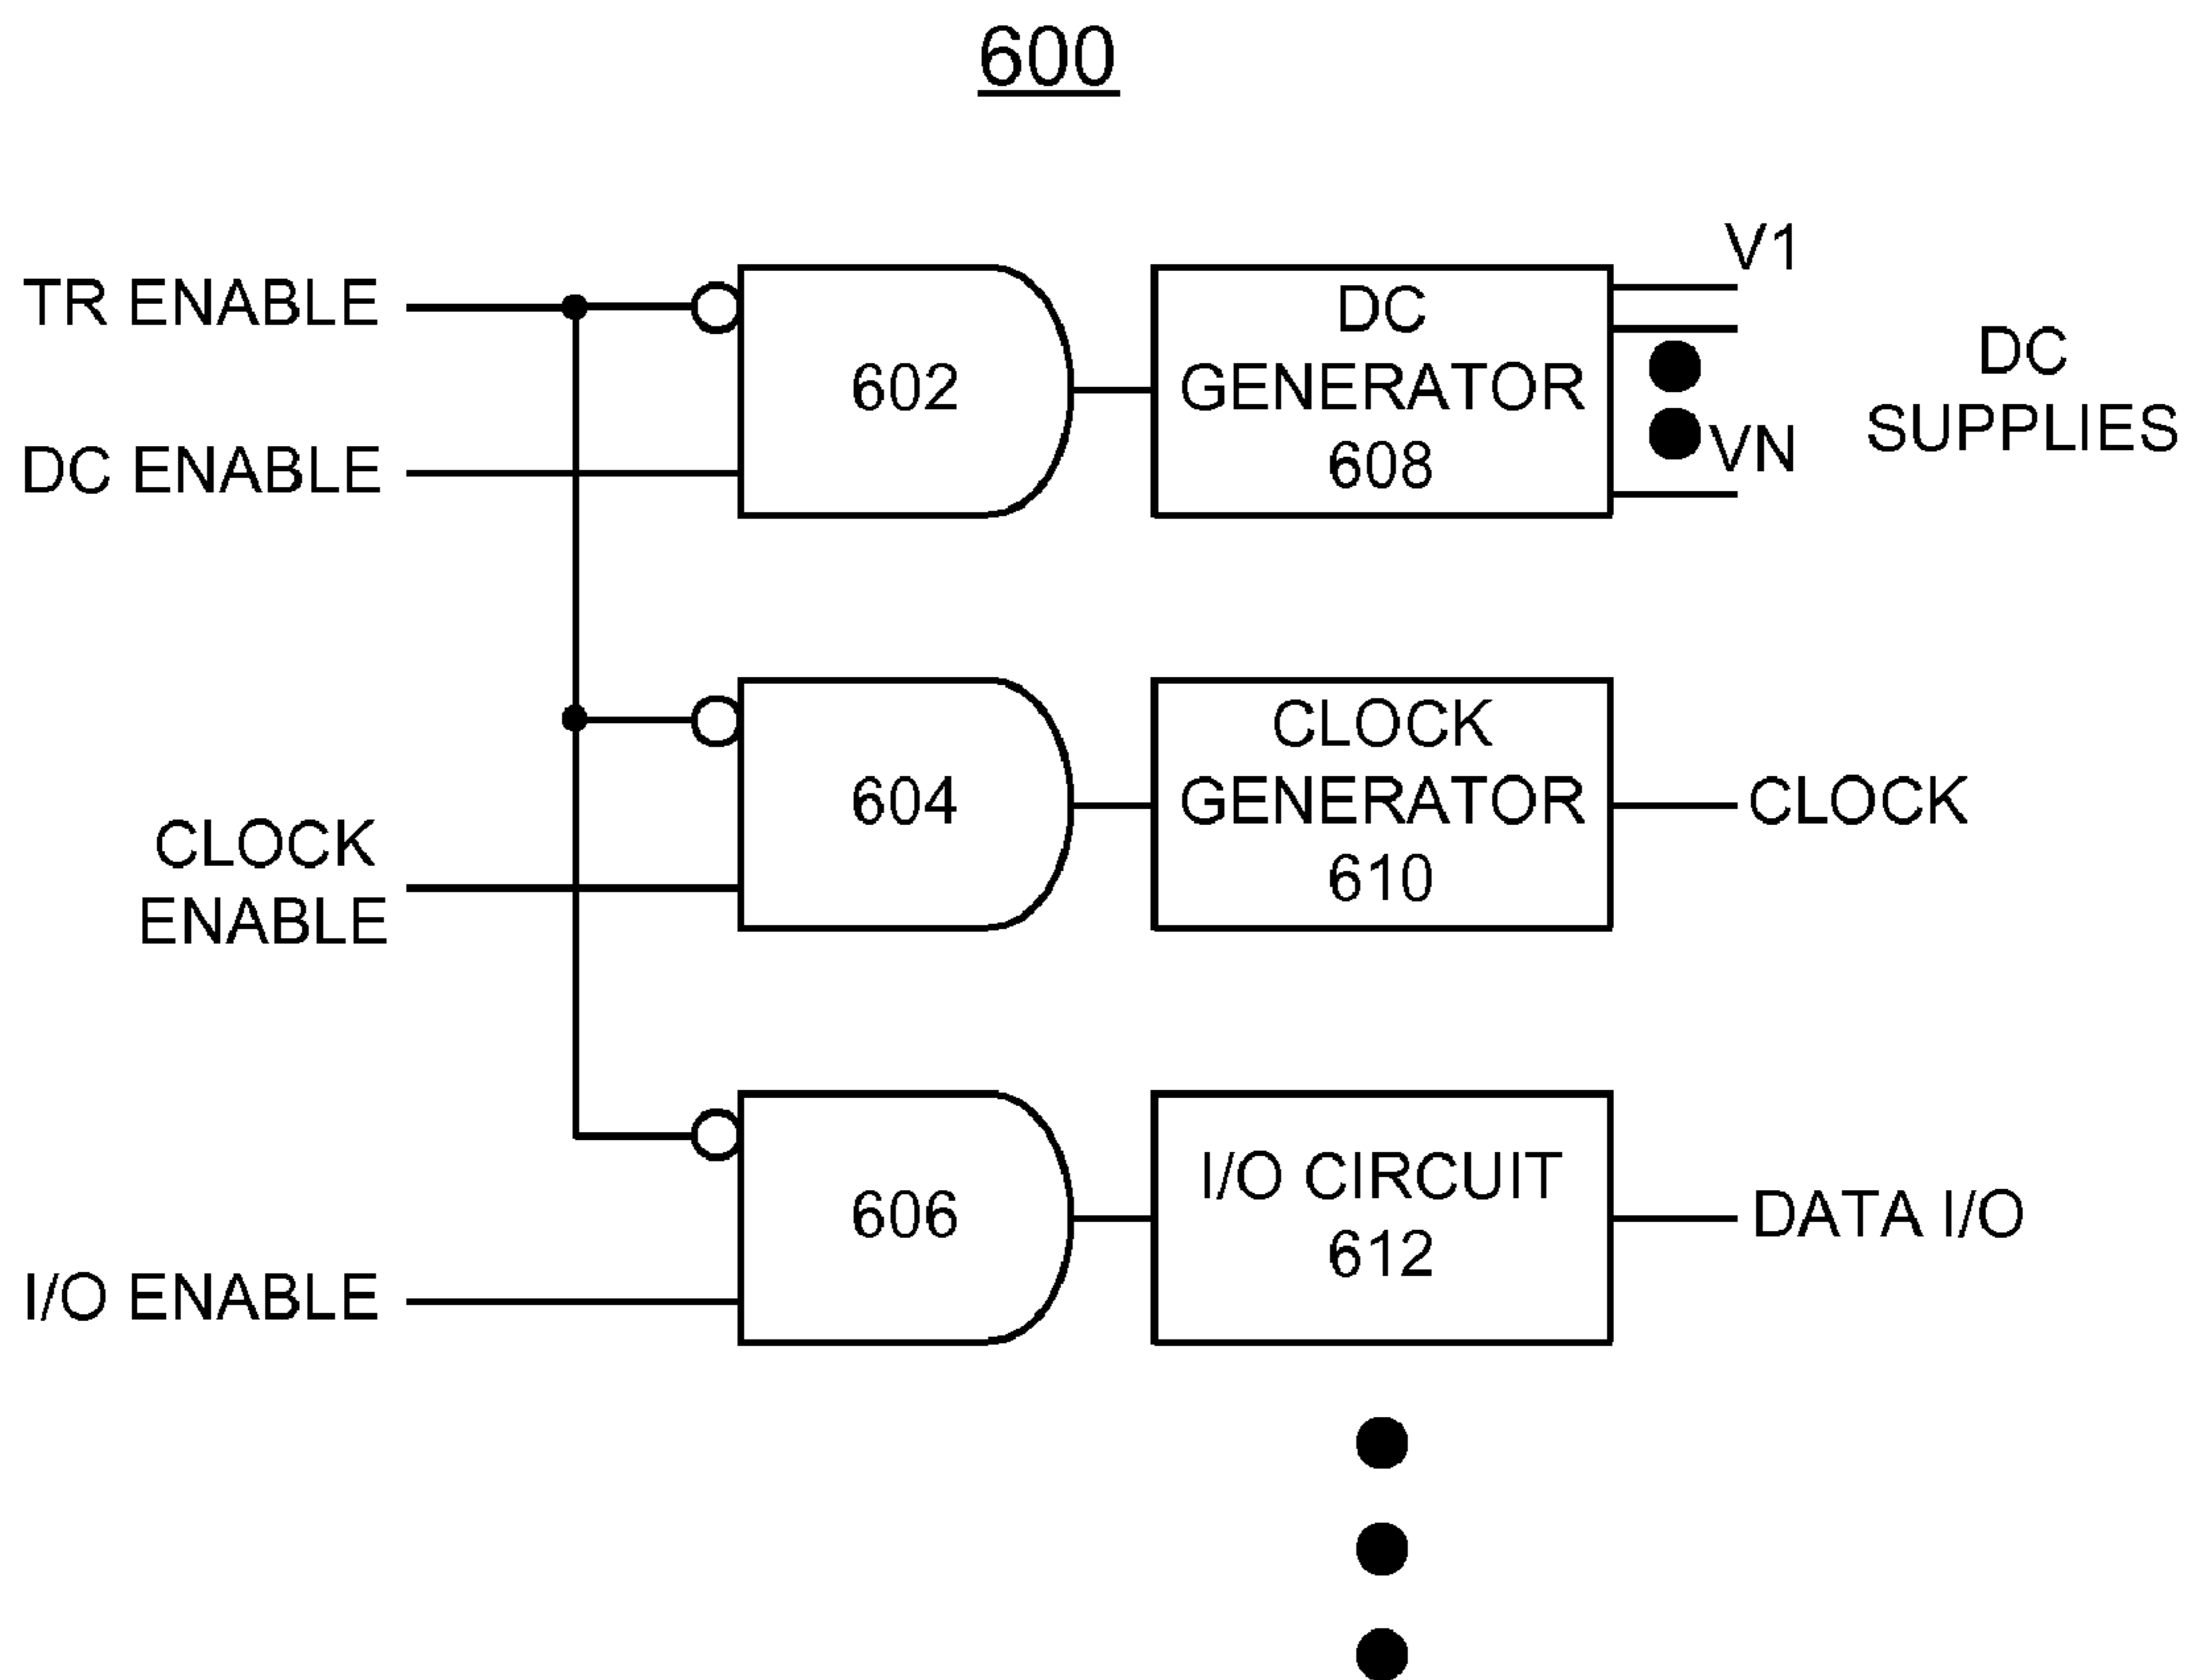 600
TR ENABLE
DC ENABLE
602
DC
GENERATOR
608
V1
VN
DC
SUPPLIES
CLOCK
ENABLE
604
CLOCK
GENERATOR
610
CLOCK
I/O ENABLE
606
I/O CIRCUIT
612
DATA I/O